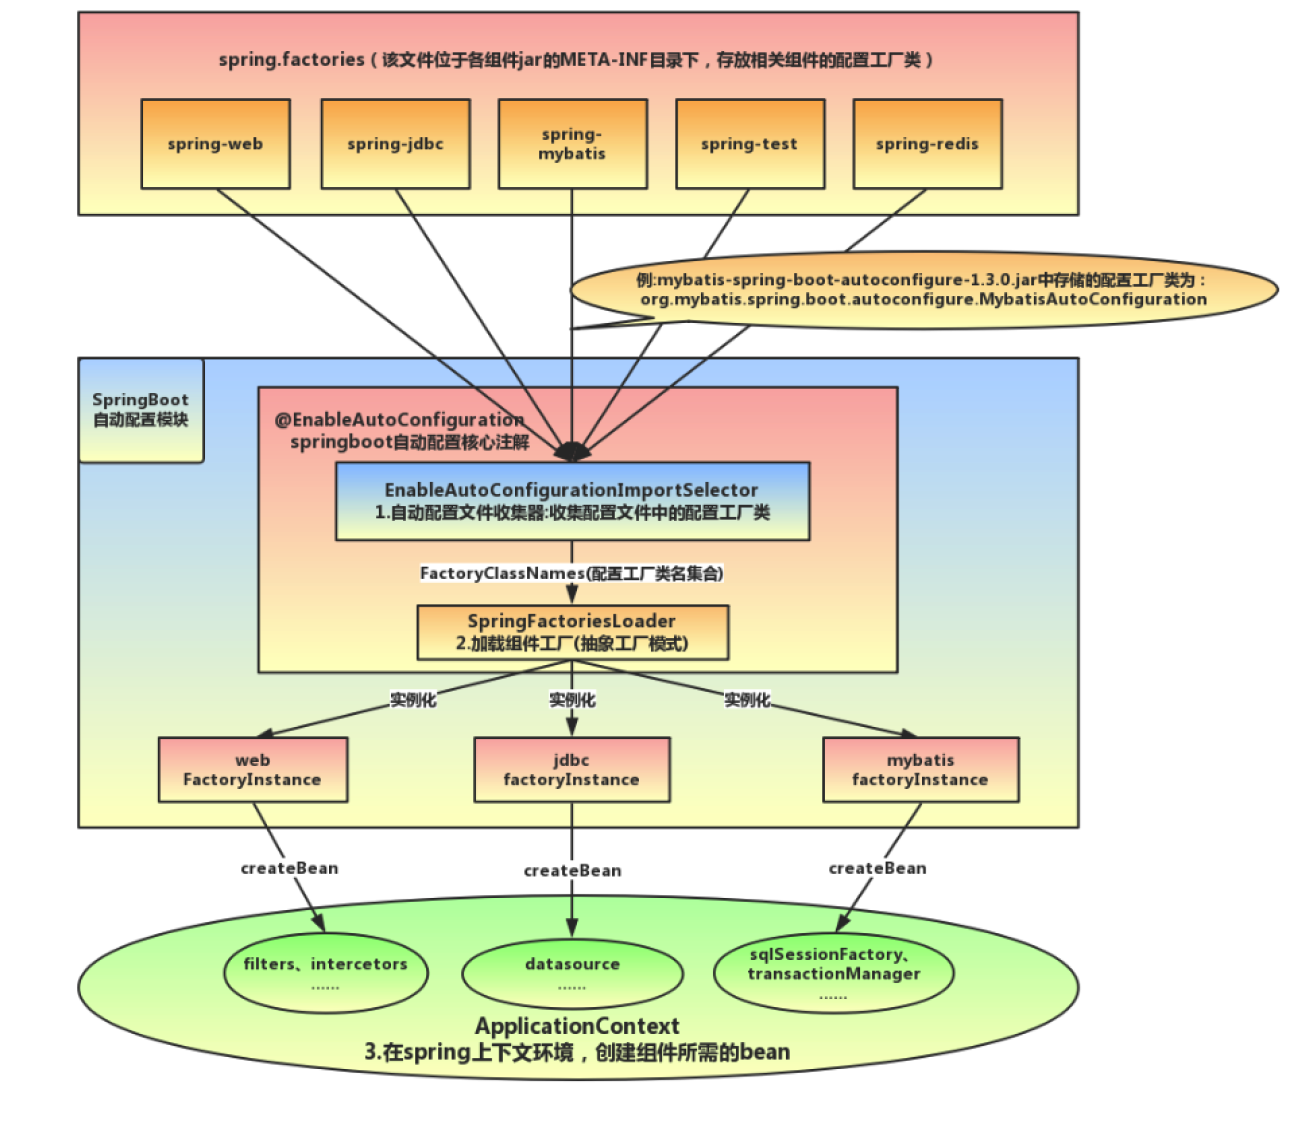 spring.factories（该文件位于各组件jar的META-INF目录下，存放相关组件的配置工厂类）
spring-web
spring-jdbc
spring-
mybatis
spring-test
spring-redis
例:mybatis-spring-boot-autoconfigure-1.3.0.jar中存储的配置工厂类为：
org.mybatis.spring.boot.autoconfigure.MybatisAutoConfiguration
SpringBoot
自动配置模块
@EnableAutoConfiguration
springboot自动配置核心注解
EnableAutoConfigurationImportSelector
1.自动配置文件收集器:收集配置文件中的配置工厂类
FactoryClassNames(配置工厂类名集合)
SpringFactoriesLoader
2.加载组件工厂(抽象工厂模式)
实例化
实例化
实例化
web
FactoryInstance
jdbc
factoryInstance
mybatis
factoryInstance
createBean
createBean
createBean
filters、intercetors
......
datasource
......
sqlSessionFactory、
transactionManager
......
ApplicationContext
3.在spring上下文环境，创建组件所需的bean